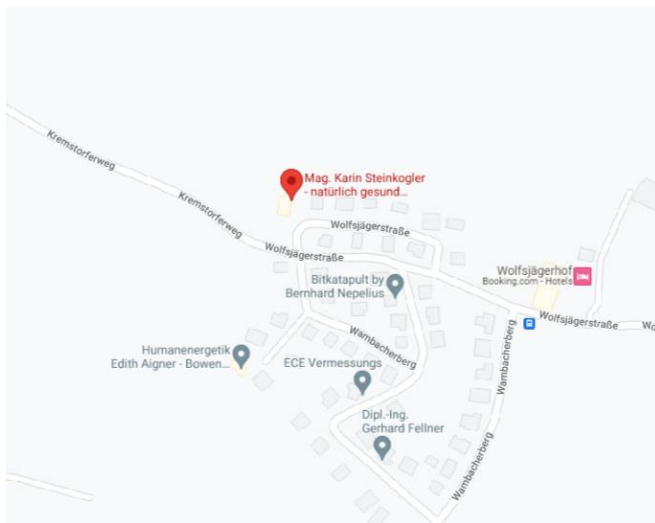 Kremstorferweg
Mag. Karin Steinkogler
- natürlich gesund...
Kremstorferweg
Wolfsjägerstraße
Wolfsjägerstraße
Wolfsjägerhof
Booking.com - Hotels
Bitkatapult by
Bernhard Nepelius
Wolfsjägerstraße
Wo
Wambacherberg
Wambacherberg
Humanenergetik
Edith Aigner - Bowen...
ECE Vermessungs
Dipl.-Ing.
Gerhard Fellner
Wambacherberg